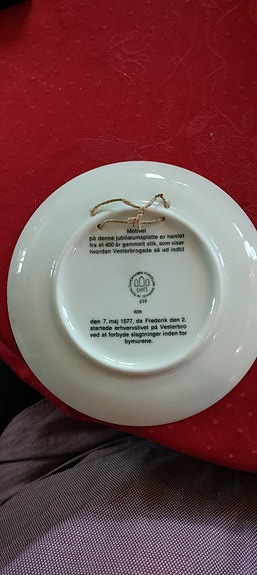 Motivet
på denne jubilæumsplatte er hentet
fra et 400 år gammelt stik, som viser
hvordan Vesterbrogade så ud indtil
den 7. maj 1577, da Frederik den 2.
startede erhvervslivet på Vesterbro
ved at forbyde slagtninger inden for
bymurene.